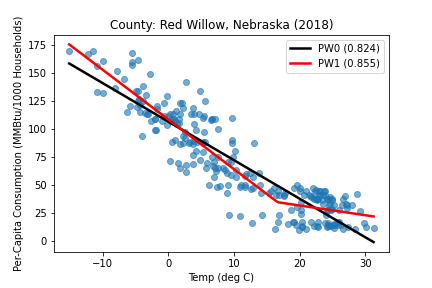 County: Red Willow, Nebraska (2018)
Per-Capita Consumption (MMBtu/1000 Households)
175
150
125
100
75
50
25
0
PW0 (0.824)
PW1 (0.855)
−10
0
10
20
30
Temp (deg C)